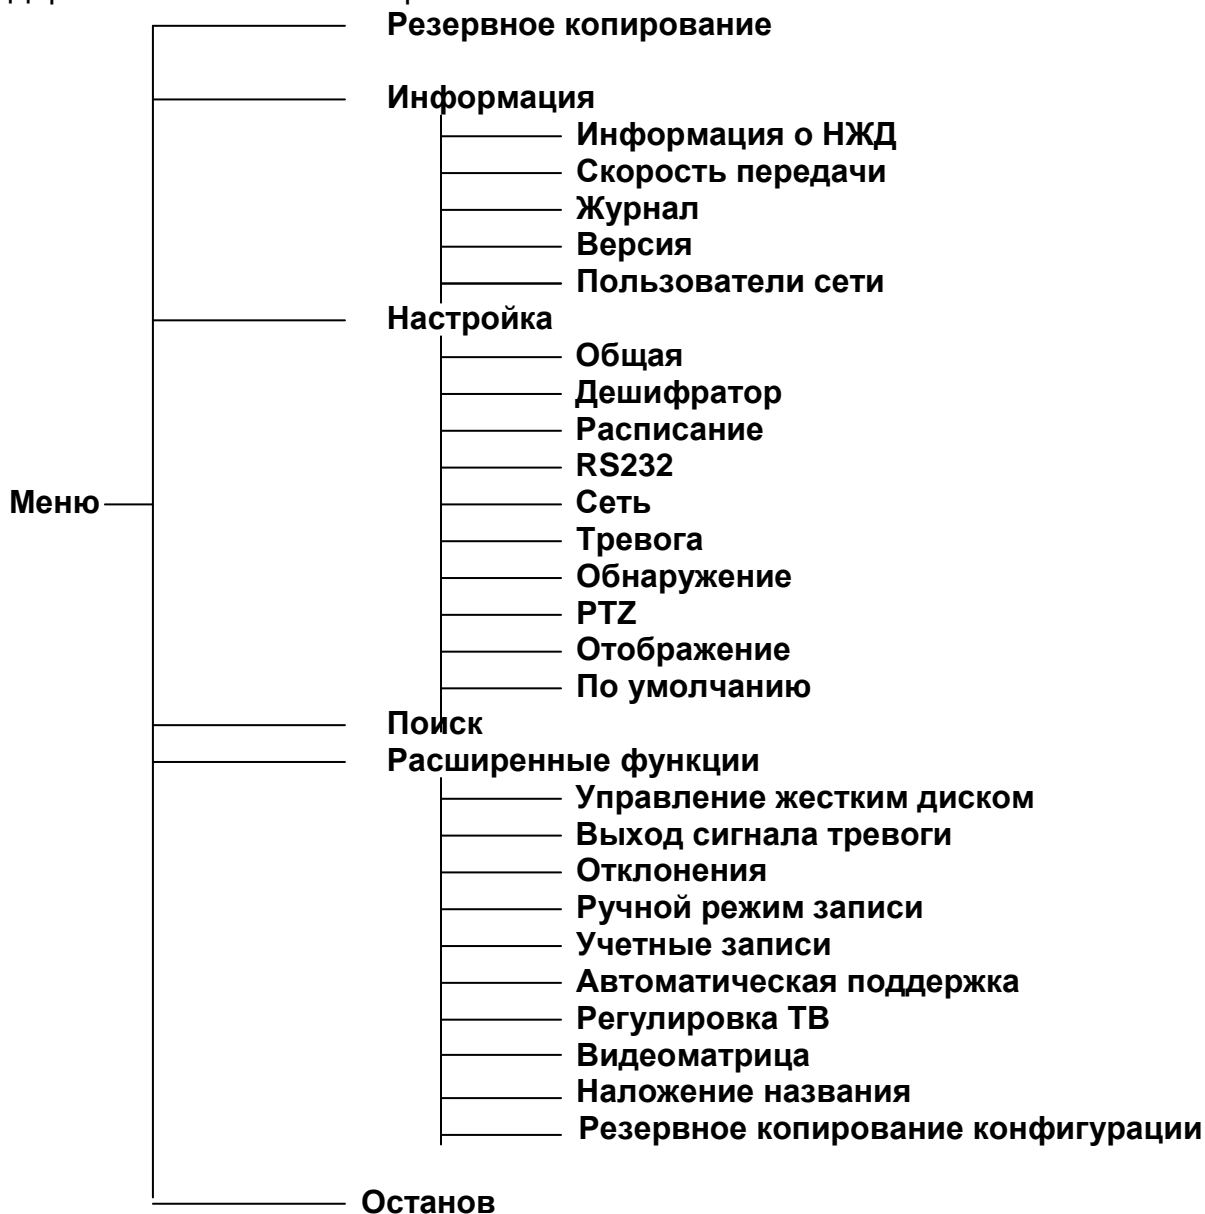 Резервное копирование
Информация
Информация о НЖД
Скорость передачи
Журнал
Версия
Пользователи сети
Настройка
Общая
Дешифратор
Расписание
RS232
Меню
Сеть
Тревога
Обнаружение
PTZ
Отображение
По умолчанию
Поиск
Расширенные функции
Управление жестким диском
Выход сигнала тревоги
Отклонения
Ручной режим записи
Учетные записи
Автоматическая поддержка
Регулировка ТВ
Видеоматрица
Наложение названия
Резервное копирование конфигурации
Останов